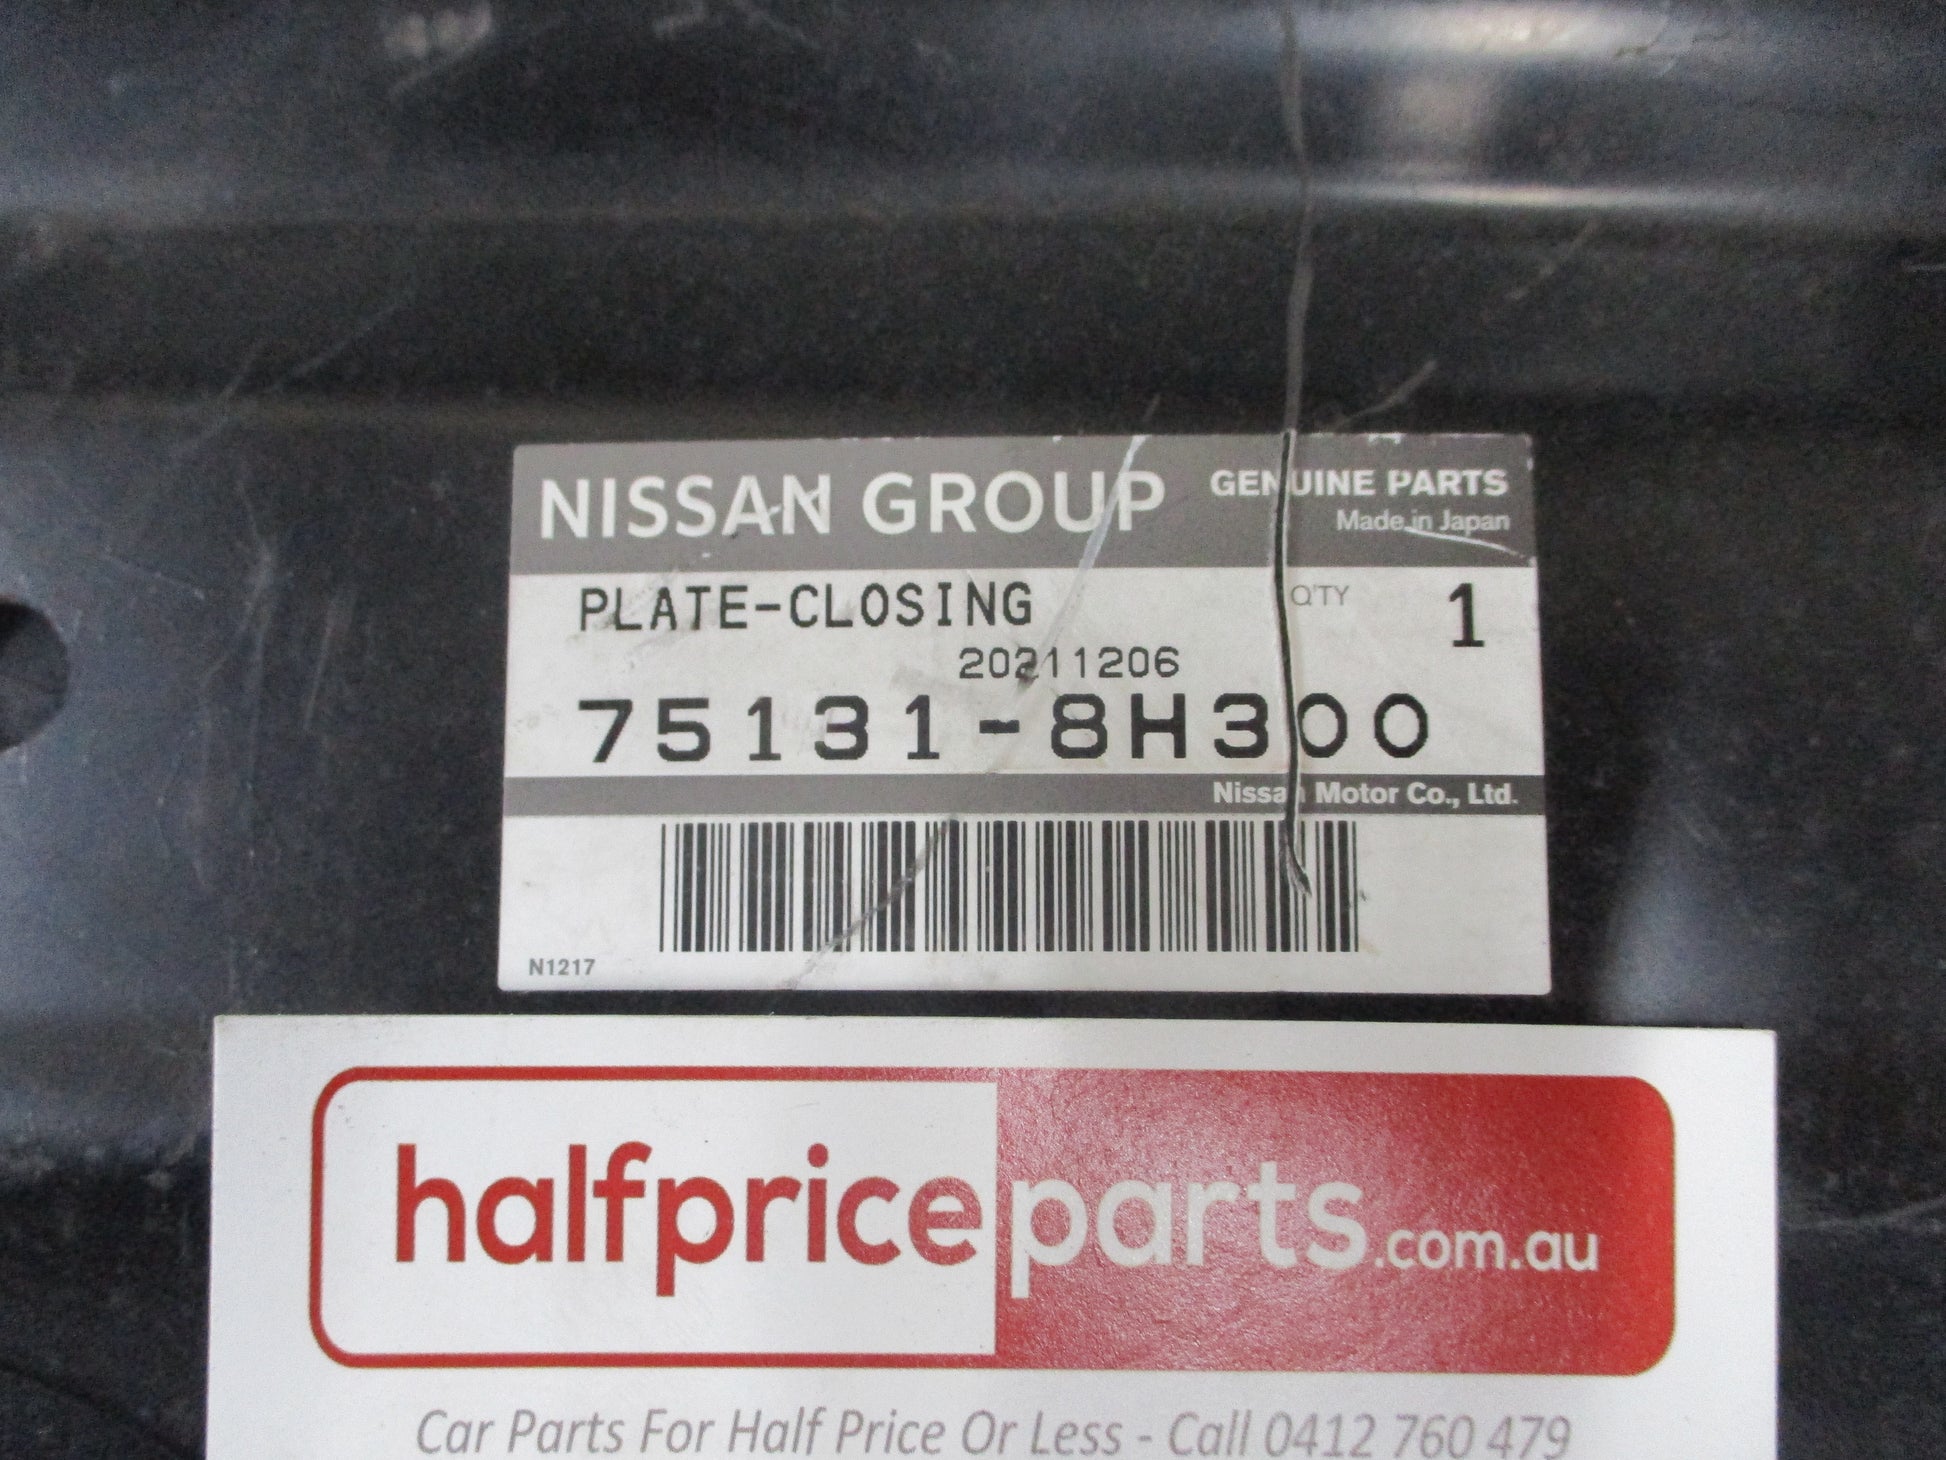 NISSAN GROUP GENUINE PARTS
Made in Japan
PLATE-CLOSING Q'TY 1
20211206
75131-8H300
Nissan Motor Co., Ltd.
N1217
halfpriceparts.com.au
Car Parts For Half Price Or Less - Call 0412 760 479